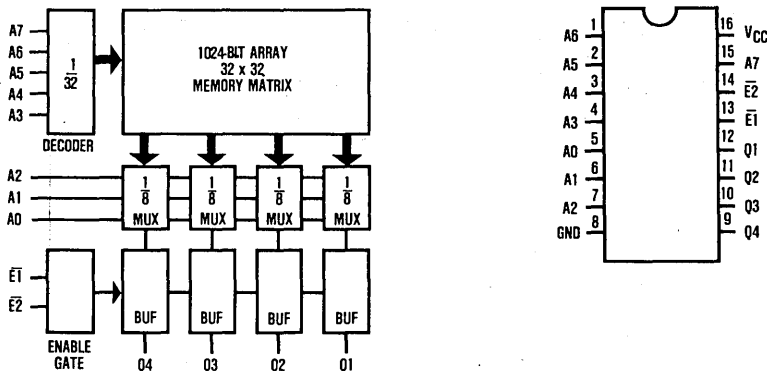 A7
A6
A5
A4
A3
1
32
DECODER
1024-BLT ARRAY
32 x 32
MEMORY MATRIX
A2
A1
A0
1
8
MUX
1
8
MUX
1
8
MUX
1
8
MUX
E1
E2
ENABLE
GATE
BUF
BUF
BUF
BUF
04
03
02
01
A6 1
A5 2
A4 3
A3 4
A0 5
A1 6
A2 7
GND 8
16 VCC
15 A7
14 E2
13 E1
12 Q1
11 Q2
10 Q3
9 Q4